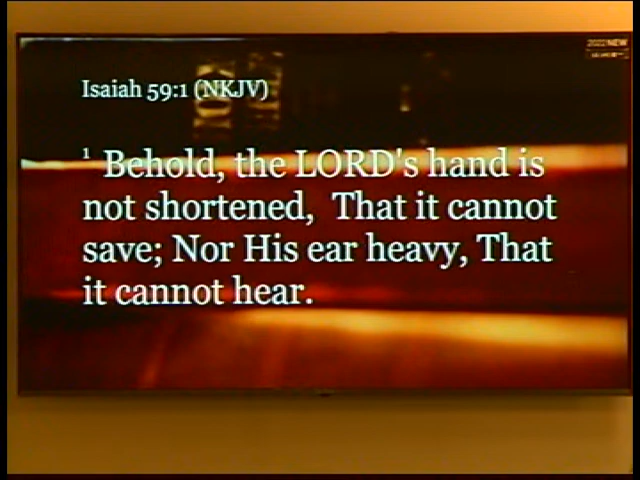 Isaiah 59:1 (NKJV)
1 Behold, the LORD's hand is
not shortened, That it cannot
save; Nor His ear heavy, That
it cannot hear.